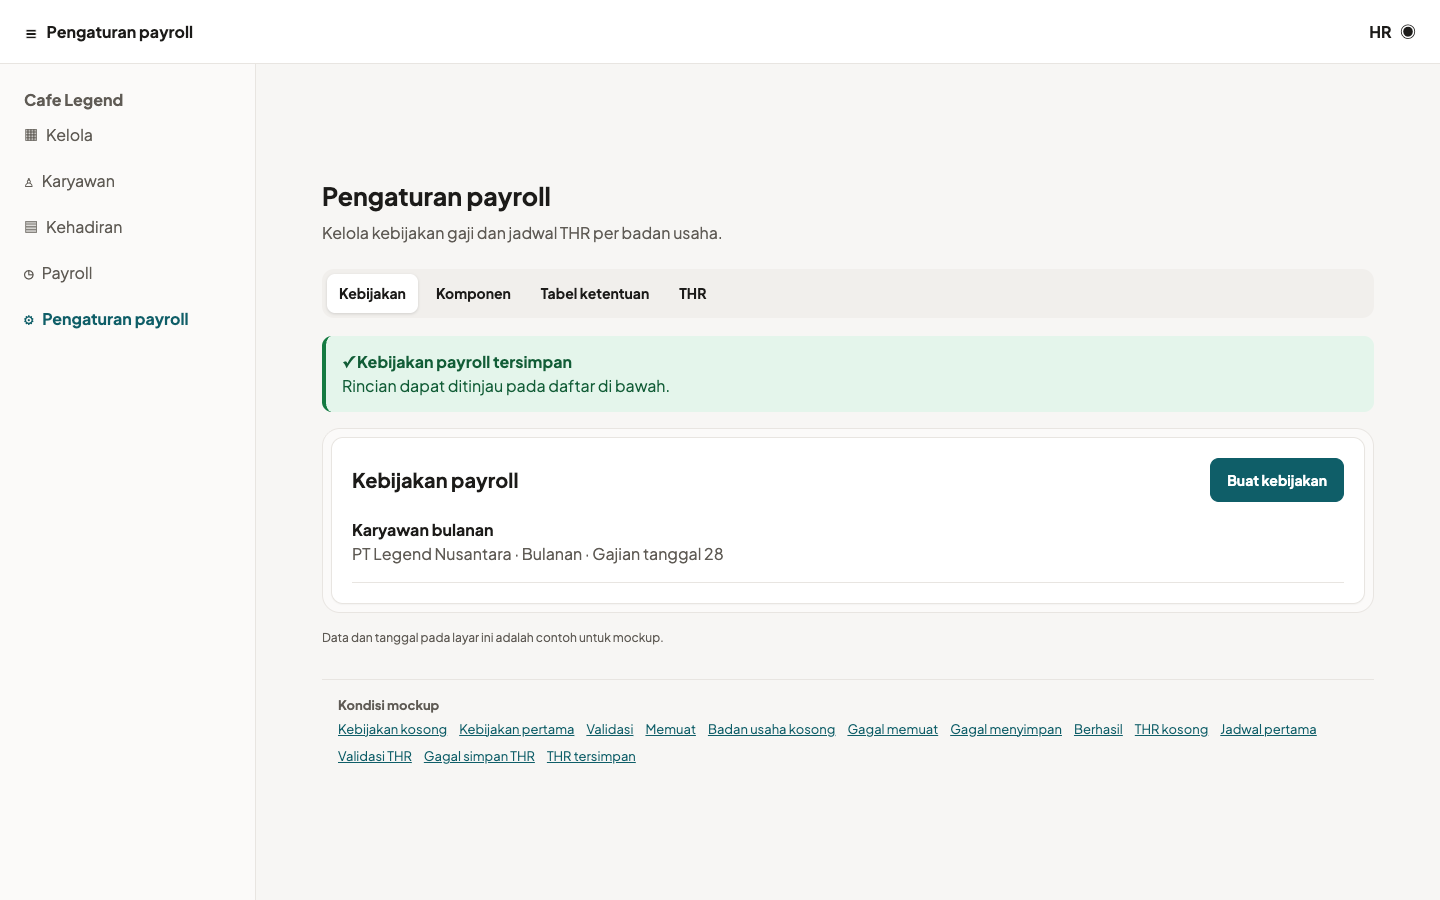 Pengaturan payroll
HR
Cafe Legend
Kelola
Karyawan
Kehadiran
Payroll
Pengaturan payroll
Pengaturan payroll
Kelola kebijakan gaji dan jadwal THR per badan usaha.
Kebijakan Komponen Tabel ketentuan THR
✓Kebijakan payroll tersimpan
Rincian dapat ditinjau pada daftar di bawah.
Kebijakan payroll
Buat kebijakan
Karyawan bulanan
PT Legend Nusantara · Bulanan · Gajian tanggal 28
Data dan tanggal pada layar ini adalah contoh untuk mockup.
Kondisi mockup
Kebijakan kosong Kebijakan pertama Validasi Memuat Badan usaha kosong Gagal memuat Gagal menyimpan Berhasil THR kosong Jadwal pertama
Validasi THR Gagal simpan THR THR tersimpan